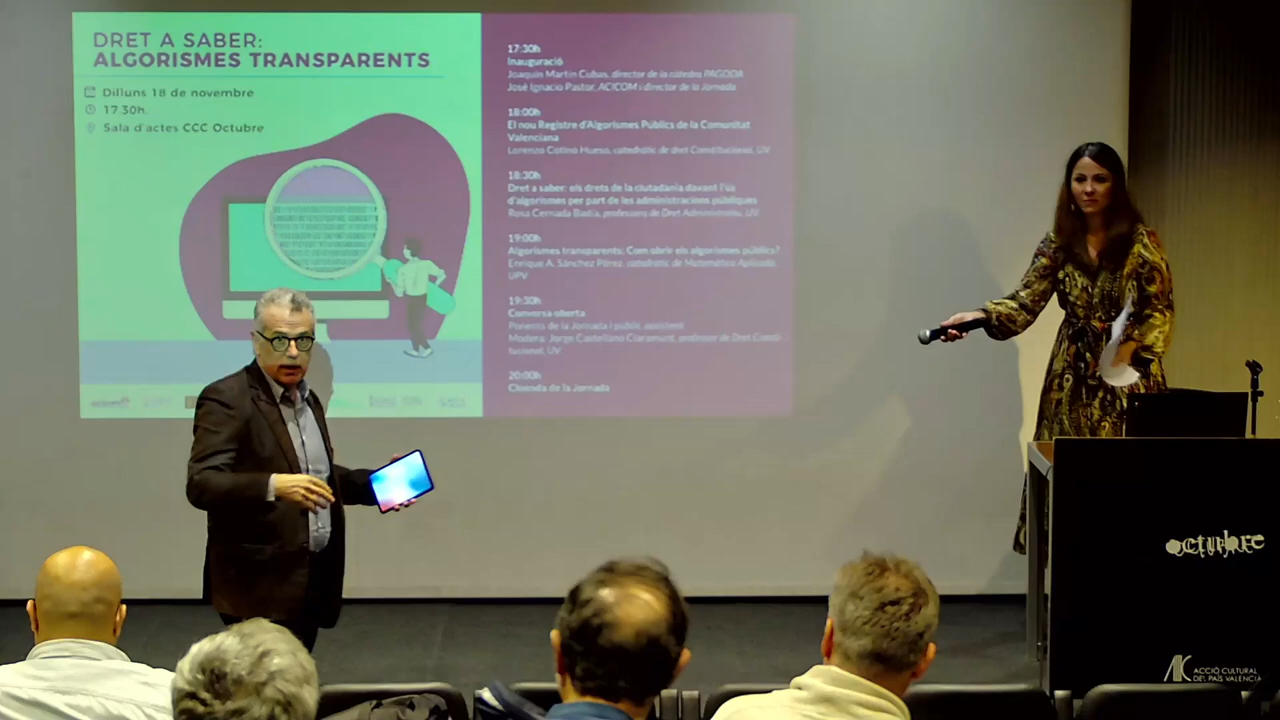 DRET A SABER:
ALGORISMES TRANSPARENTS
Dilluns 18 de novembre
17.30h.
Sala d'actes CCC Octubre
17:30h
Inauguració
Joaquín Martín Cubas, director de la càtedra PAGODA
José Ignacio Pastor, ACICOM i director de la Jornada
18:00h
El nou Registre d'Algorismes Públics de la Comunitat
Valenciana
Lorenzo Cotino Hueso, catedràtic de dret Constitucional, UV
18:30h
Dret a saber: els drets de la ciutadania davant l'ús
d'algorismes per part de les administracions públiques
Rosa Cernada Badía, professora de Dret Administratiu, UV
19:00h
Algorismes transparents: Com obrir els algorismes públics?
Enrique A. Sánchez Pérez, catedràtic de Matemàtica Aplicada,
UPV
19:30h
Conversa oberta
Ponents de la Jornada i públic assistent
Modera: Jorge Castellano Claramunt, professor de Dret Consti-
tucional, UV
20:00h
Cloenda de la Jornada
octubre
ACCIÓ CULTURAL
DEL PAÍS VALENCIÀ